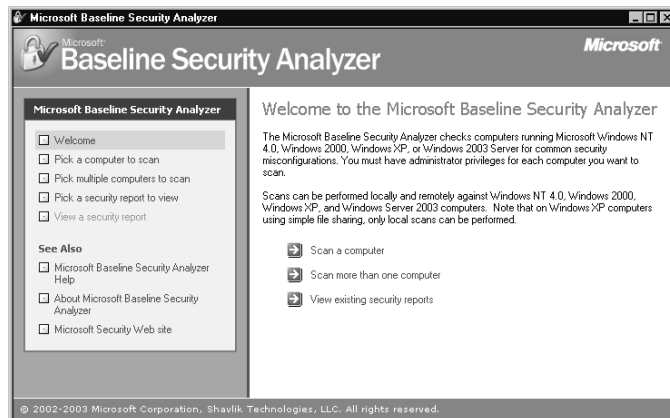 Microsoft Baseline Security Analyzer
Microsoft
Baseline Security Analyzer
Microsoft
Microsoft Baseline Security Analyzer
Welcome
Pick a computer to scan
Pick multiple computers to scan
Pick a security report to view
View a security report
See Also
Microsoft Baseline Security Analyzer
Help
About Microsoft Baseline Security
Analyzer
Microsoft Security Web site
Welcome to the Microsoft Baseline Security Analyzer
The Microsoft Baseline Security Analyzer checks computers running Microsoft Windows NT
4.0, Windows 2000, Windows XP, or Windows 2003 Server for common security
misconfigurations. You must have administrator privileges for each computer you want to
scan.
Scans can be performed locally and remotely against Windows NT 4.0, Windows 2000,
Windows XP, and Windows Server 2003 computers. Note that on Windows XP computers
using simple file sharing, only local scans can be performed.
Scan a computer
Scan more than one computer
View existing security reports
© 2002-2003 Microsoft Corporation, Shavlik Technologies, LLC. All rights reserved.